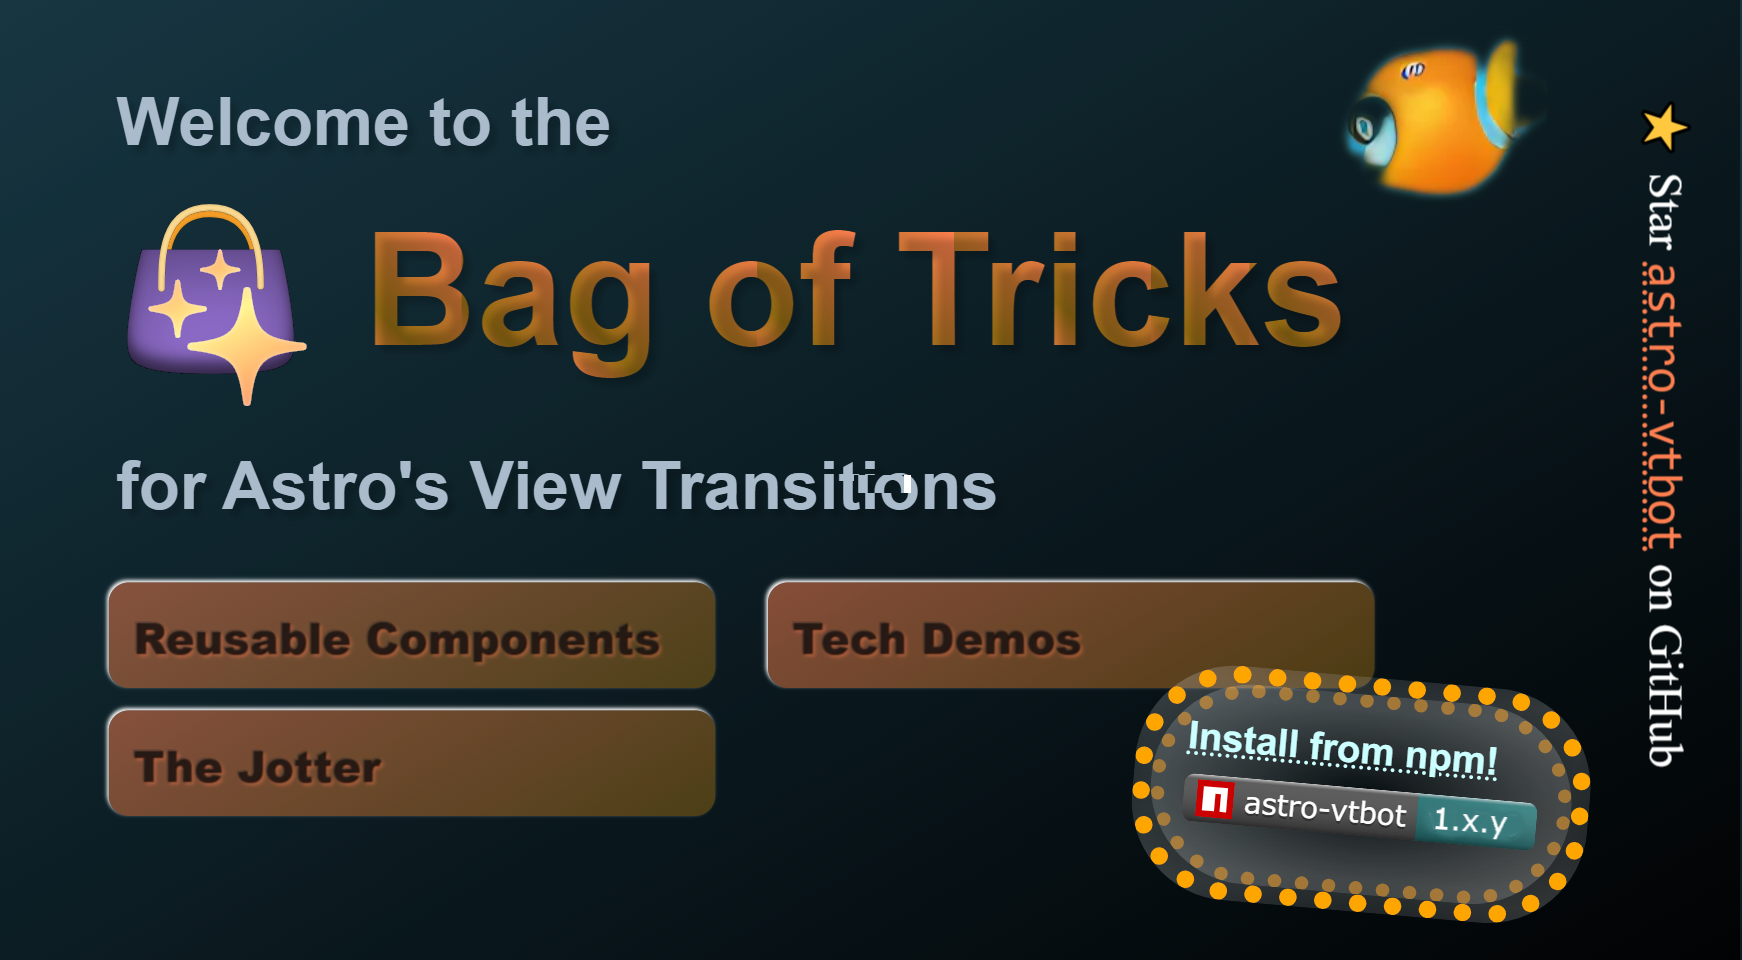 Welcome to the
Bag of Tricks
for Astro's View Transitions
Reusable Components
Tech Demos
The Jotter
Install from npm!
astro-vtbot 1.x.y
Star astro-vtbot on GitHub